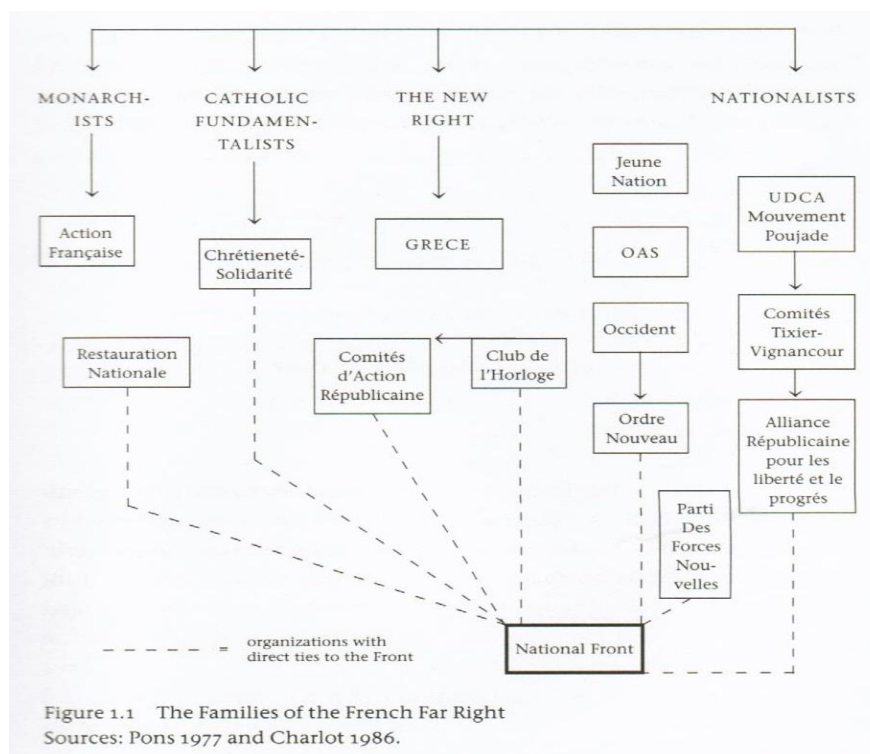 MONARCH-
ISTS
CATHOLIC
FUNDAMEN-
TALISTS
THE NEW
RIGHT
NATIONALISTS
Action
Française
Chrétieneté-
Solidarité
GRECE
Jeune
Nation
OAS
UDCA
Mouvement
Poujade
Restauration
Nationale
Comités
d'Action
Républicaine
Club de
l'Horloge
Occident
Comités
Tixier-
Vignancour
Ordre
Nouveau
Alliance
Républicaine
pour les
liberté et le
progrés
Parti
Des
Forces
Nou-
velles
National Front
= organizations with
direct ties to the Front
Figure 1.1 The Families of the French Far Right
Sources: Pons 1977 and Charlot 1986.